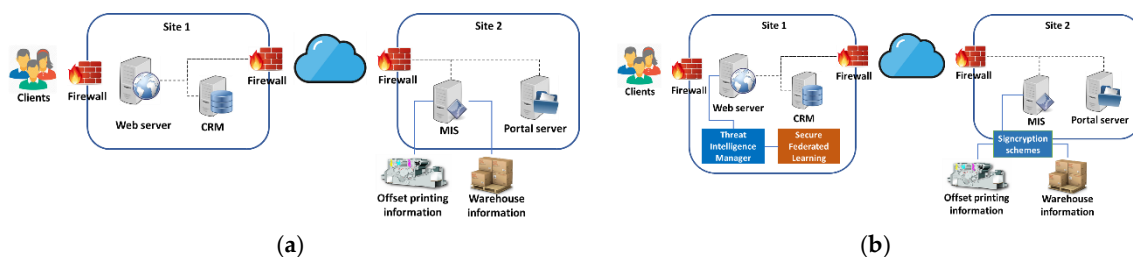 Site 1
Site 2
Clients
Firewall
Web server
CRM
Firewall
Firewall
MIS
Portal server
Offset printing
information
Warehouse
information
(a)
Site 1
Site 2
Clients
Firewall
Web server
CRM
Firewall
Firewall
MIS
Portal server
Threat
Intelligence
Manager
Secure
Federated
Learning
Signcryption
schemes
Offset printing
information
Warehouse
information
(b)